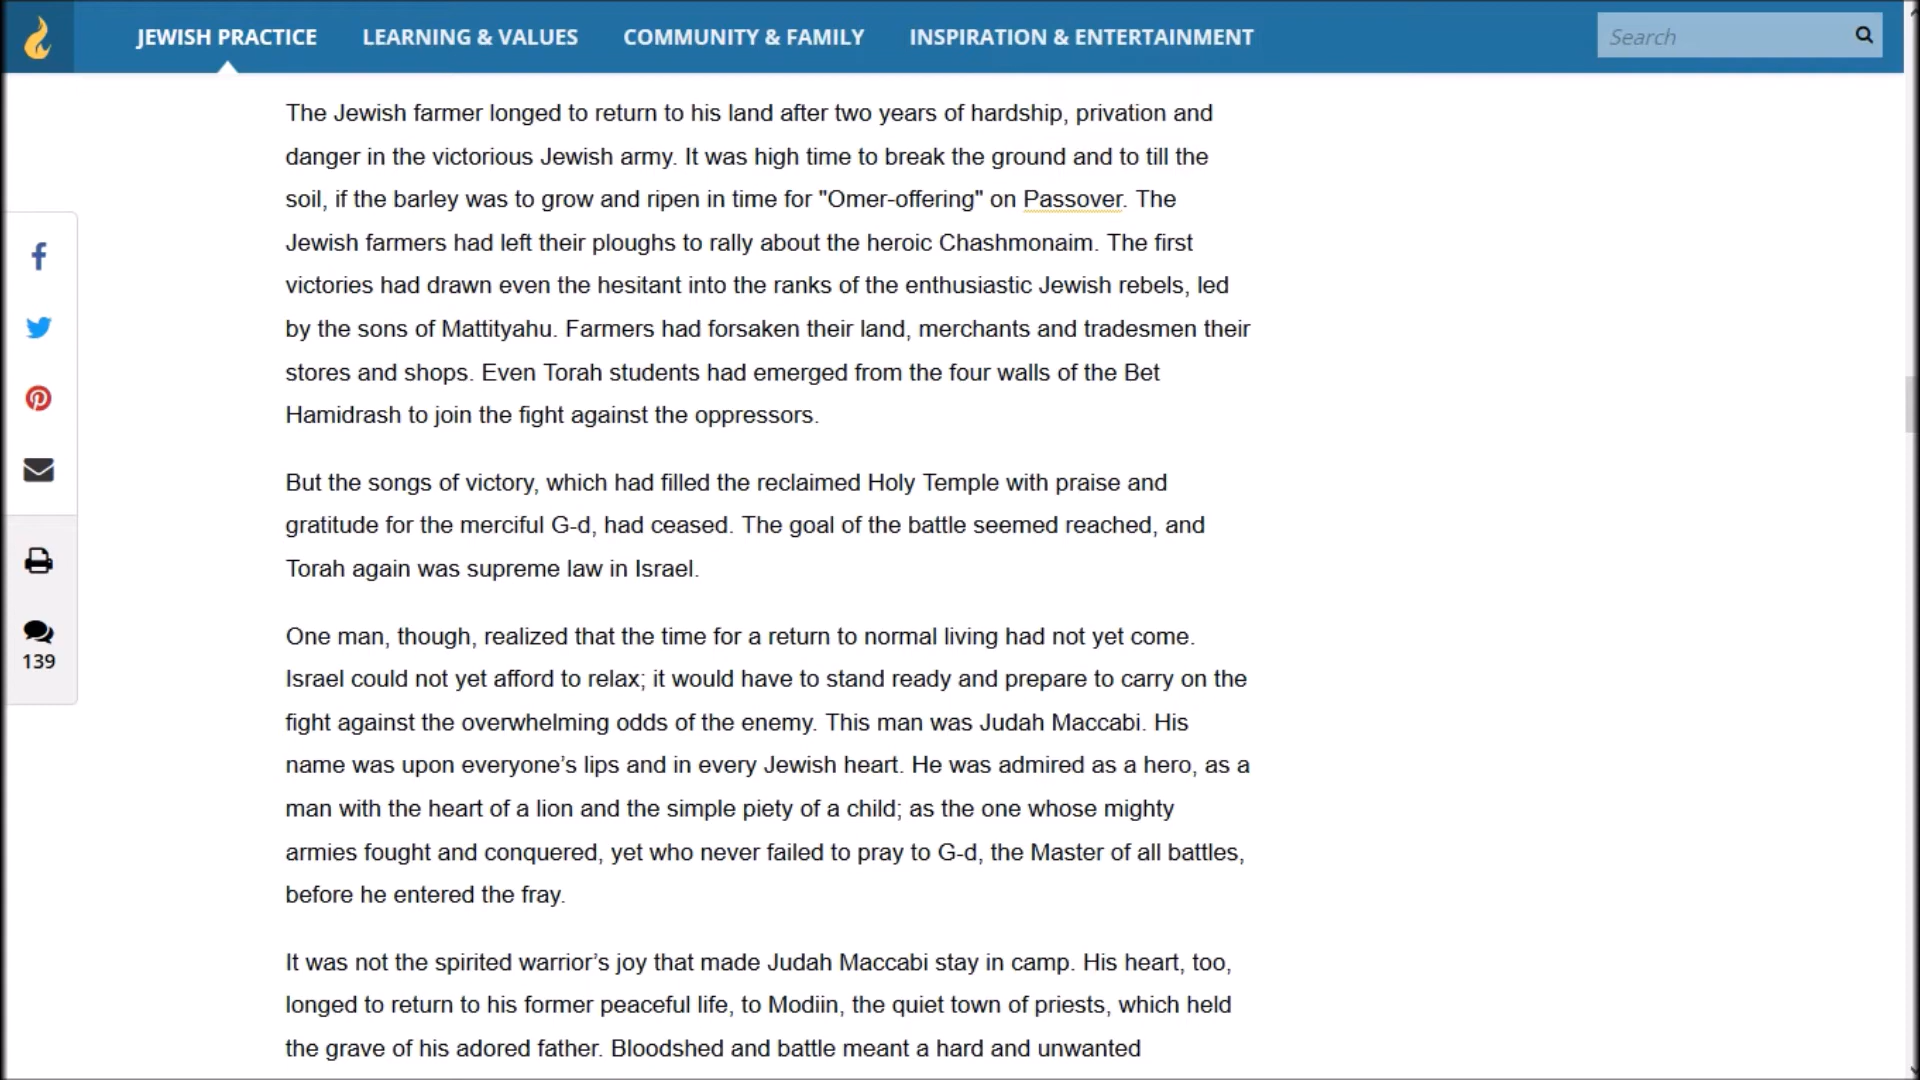 JEWISH PRACTICE LEARNING & VALUES COMMUNITY & FAMILY INSPIRATION & ENTERTAINMENT Search
The Jewish farmer longed to return to his land after two years of hardship, privation and
danger in the victorious Jewish army. It was high time to break the ground and to till the
soil, if the barley was to grow and ripen in time for "Omer-offering" on Passover. The
Jewish farmers had left their ploughs to rally about the heroic Chashmonaim. The first
victories had drawn even the hesitant into the ranks of the enthusiastic Jewish rebels, led
by the sons of Mattityahu. Farmers had forsaken their land, merchants and tradesmen their
stores and shops. Even Torah students had emerged from the four walls of the Bet
Hamidrash to join the fight against the oppressors.
But the songs of victory, which had filled the reclaimed Holy Temple with praise and
gratitude for the merciful G-d, had ceased. The goal of the battle seemed reached, and
Torah again was supreme law in Israel.
One man, though, realized that the time for a return to normal living had not yet come.
Israel could not yet afford to relax; it would have to stand ready and prepare to carry on the
fight against the overwhelming odds of the enemy. This man was Judah Maccabi. His
name was upon everyone’s lips and in every Jewish heart. He was admired as a hero, as a
man with the heart of a lion and the simple piety of a child; as the one whose mighty
armies fought and conquered, yet who never failed to pray to G-d, the Master of all battles,
before he entered the fray.
It was not the spirited warrior’s joy that made Judah Maccabi stay in camp. His heart, too,
longed to return to his former peaceful life, to Modiin, the quiet town of priests, which held
the grave of his adored father. Bloodshed and battle meant a hard and unwanted
139